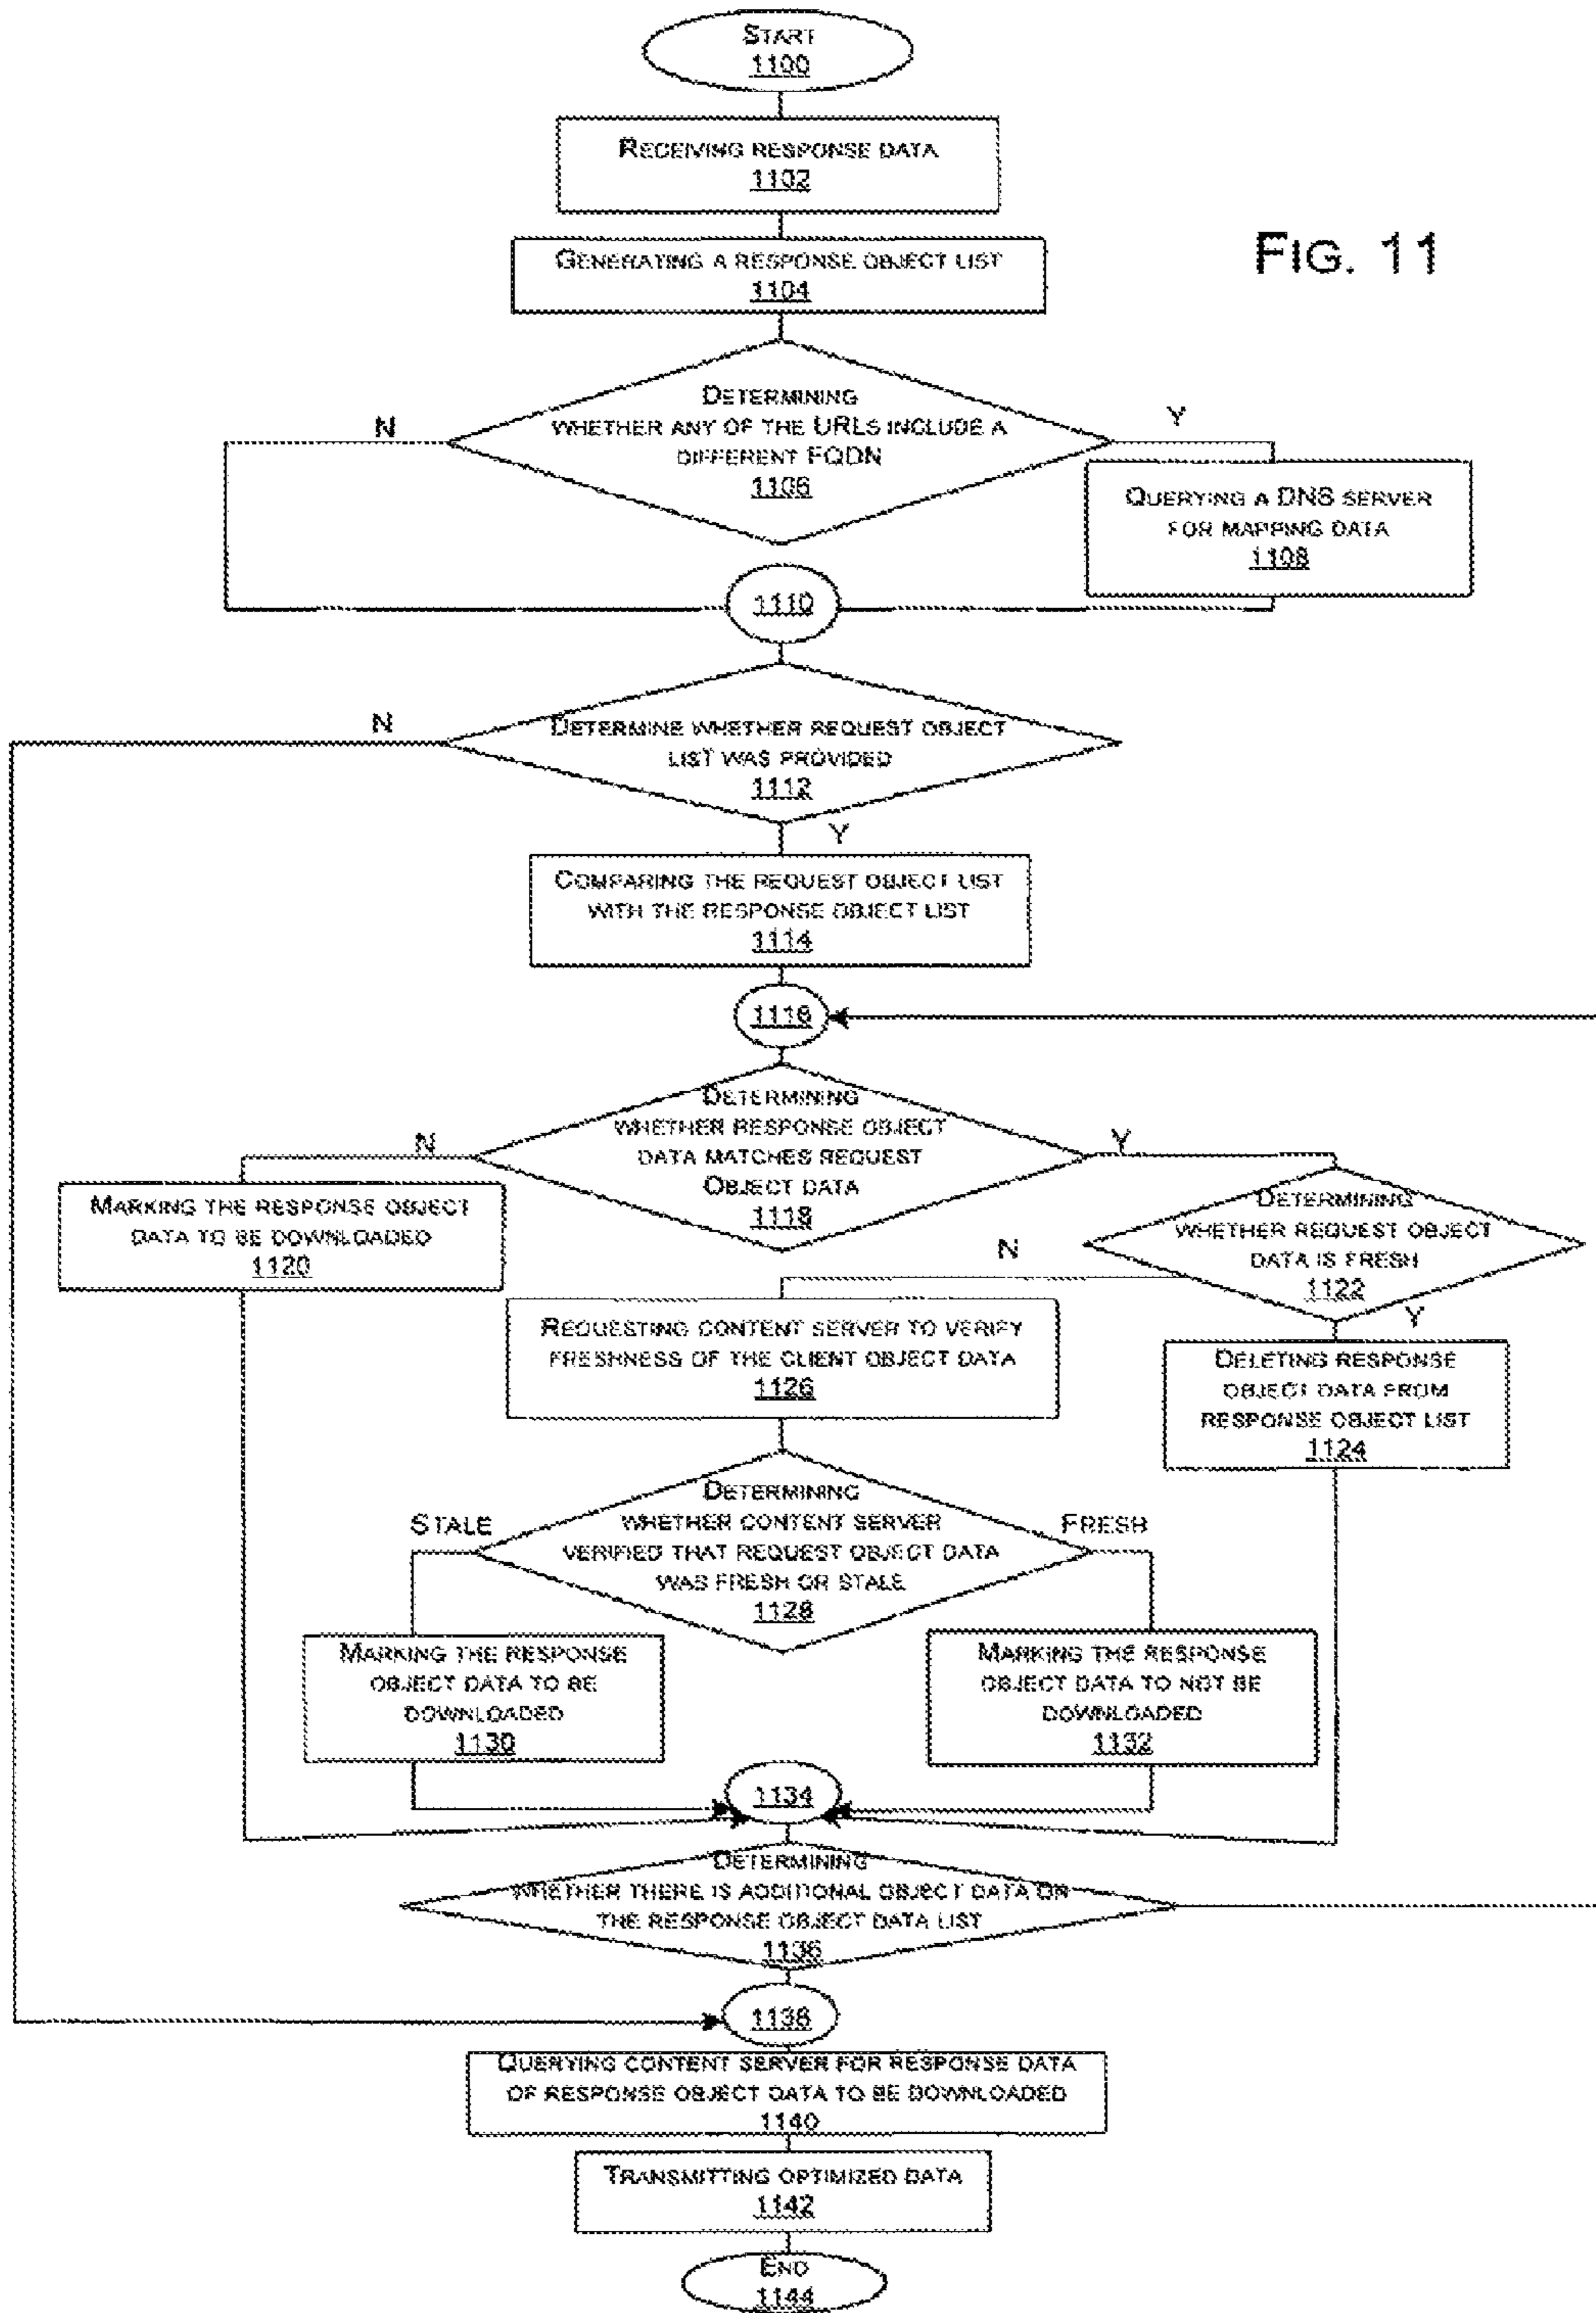 START
1100
RECEIVING RESPONSE DATA
1102
FIG. 11
GENERATING A RESPONSE OBJECT LIST
1104
DETERMINING
WHETHER ANY OF THE URLS INCLUDE A
DIFFERENT FQDN
1106
N
Y
QUERYING A DNS SERVER
FOR MAPPING DATA
1108
1110
DETERMINE WHETHER REQUEST OBJECT
LIST WAS PROVIDED
1112
N
Y
COMPARING THE REQUEST OBJECT LIST
WITH THE RESPONSE OBJECT LIST
1114
1116
DETERMINING
WHETHER RESPONSE OBJECT
DATA MATCHES REQUEST
OBJECT DATA
1118
N
Y
MARKING THE RESPONSE OBJECT
DATA TO BE DOWNLOADED
1120
DETERMINING
WHETHER REQUEST OBJECT
DATA IS FRESH
1122
N
Y
REQUESTING CONTENT SERVER TO VERIFY
FRESHNESS OF THE CLIENT OBJECT DATA
1126
DELETING RESPONSE
OBJECT DATA FROM
RESPONSE OBJECT LIST
1124
DETERMINING
WHETHER CONTENT SERVER
VERIFIED THAT REQUEST OBJECT DATA
WAS FRESH OR STALE
1128
STALE
FRESH
MARKING THE RESPONSE
OBJECT DATA TO BE
DOWNLOADED
1130
MARKING THE RESPONSE
OBJECT DATA TO NOT BE
DOWNLOADED
1132
1134
DETERMINING
WHETHER THERE IS ADDITIONAL OBJECT DATA ON
THE RESPONSE OBJECT DATA LIST
1136
1138
QUERYING CONTENT SERVER FOR RESPONSE DATA
OF RESPONSE OBJECT DATA TO BE DOWNLOADED
1140
TRANSMITTING OPTIMIZED DATA
1142
END
1144